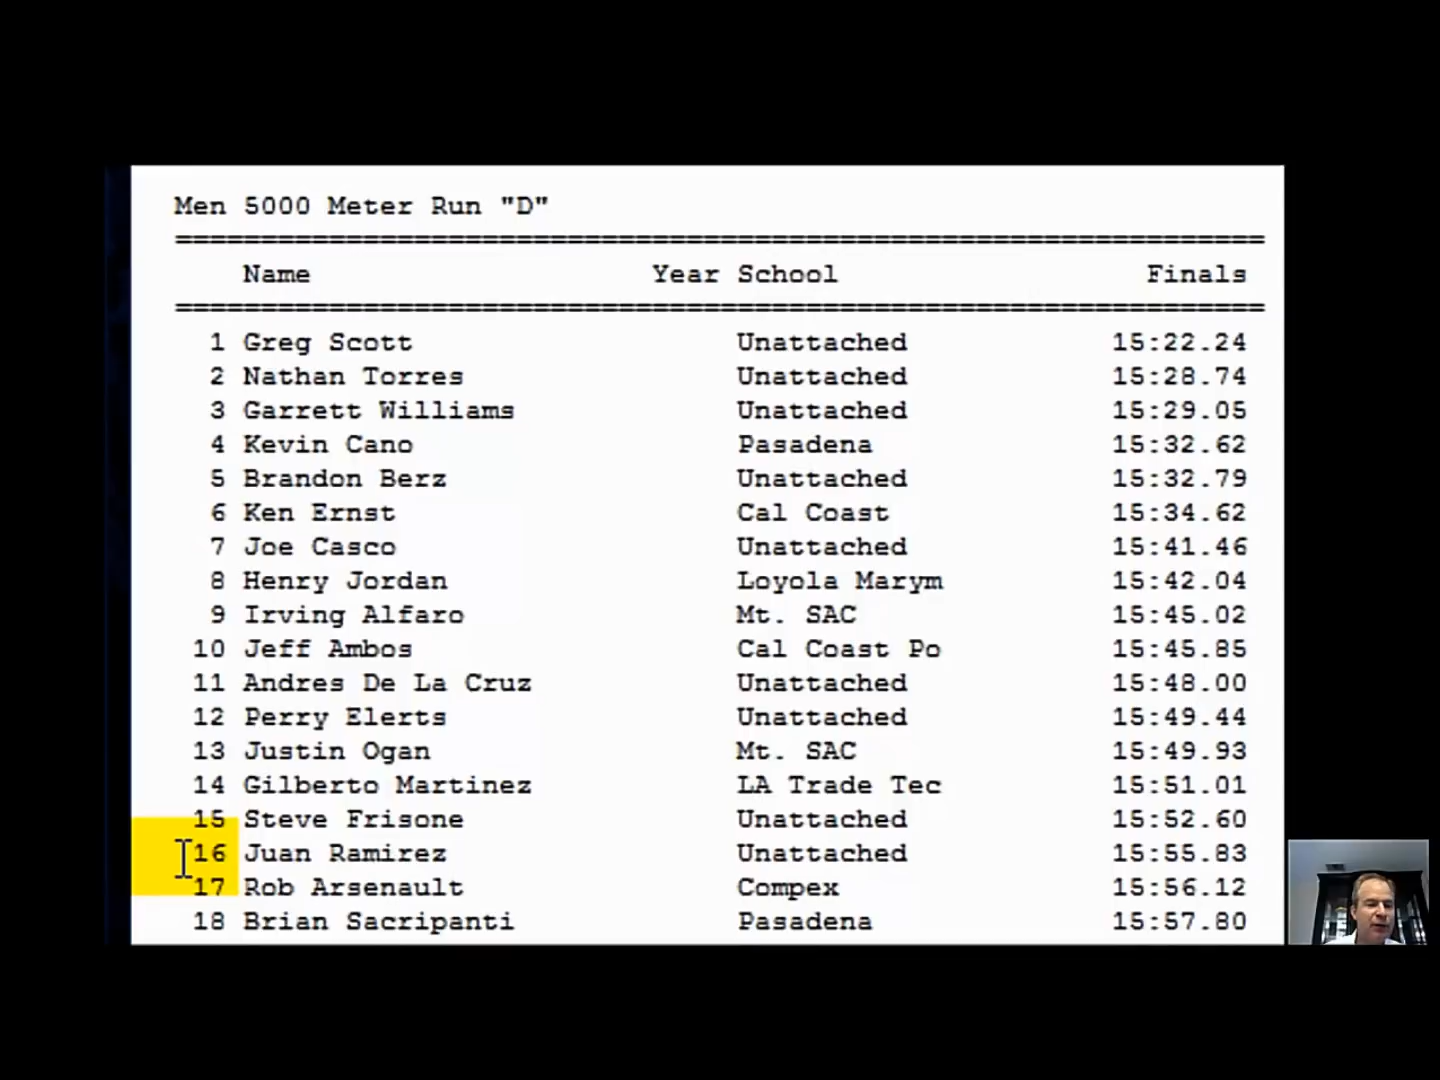 Men 5000 Meter Run "D"
================================================================
Name Year School Finals
================================================================
1 Greg Scott Unattached 15:22.24
2 Nathan Torres Unattached 15:28.74
3 Garrett Williams Unattached 15:29.05
4 Kevin Cano Pasadena 15:32.62
5 Brandon Berz Unattached 15:32.79
6 Ken Ernst Cal Coast 15:34.62
7 Joe Casco Unattached 15:41.46
8 Henry Jordan Loyola Marym 15:42.04
9 Irving Alfaro Mt. SAC 15:45.02
10 Jeff Ambos Cal Coast Po 15:45.85
11 Andres De La Cruz Unattached 15:48.00
12 Perry Elerts Unattached 15:49.44
13 Justin Ogan Mt. SAC 15:49.93
14 Gilberto Martinez LA Trade Tec 15:51.01
15 Steve Frisone Unattached 15:52.60
16 Juan Ramirez Unattached 15:55.83
17 Rob Arsenault Compex 15:56.12
18 Brian Sacripanti Pasadena 15:57.80